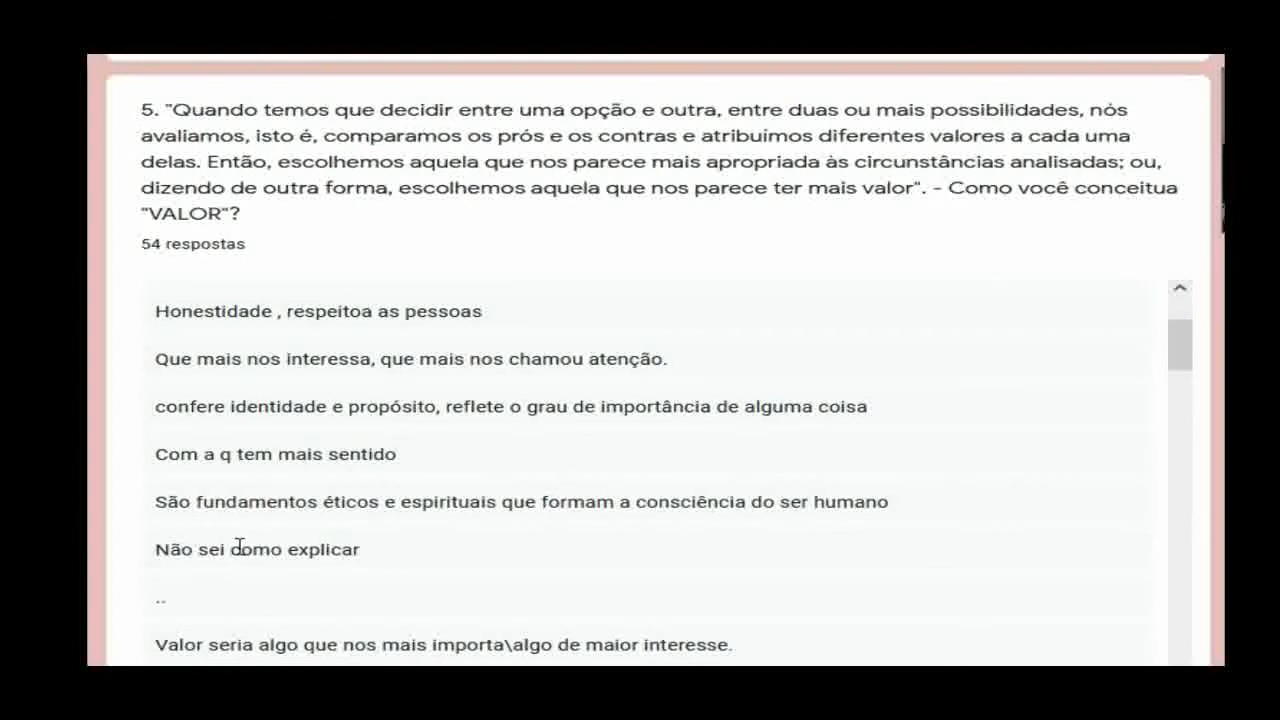 5. "Quando temos que decidir entre uma opção e outra, entre duas ou mais possibilidades, nós
avaliamos, isto é, comparamos os prós e os contras e atribuímos diferentes valores a cada uma
delas. Então, escolhemos aquela que nos parece mais apropriada às circunstâncias analisadas; ou,
dizendo de outra forma, escolhemos aquela que nos parece ter mais valor". - Como você conceitua
"VALOR"?
54 respostas
Honestidade , respeitoa as pessoas
Que mais nos interessa, que mais nos chamou atenção.
confere identidade e propósito, reflete o grau de importância de alguma coisa
Com a q tem mais sentido
São fundamentos éticos e espirituais que formam a consciência do ser humano
Não sei como explicar
..
Valor seria algo que nos mais importa\algo de maior interesse.